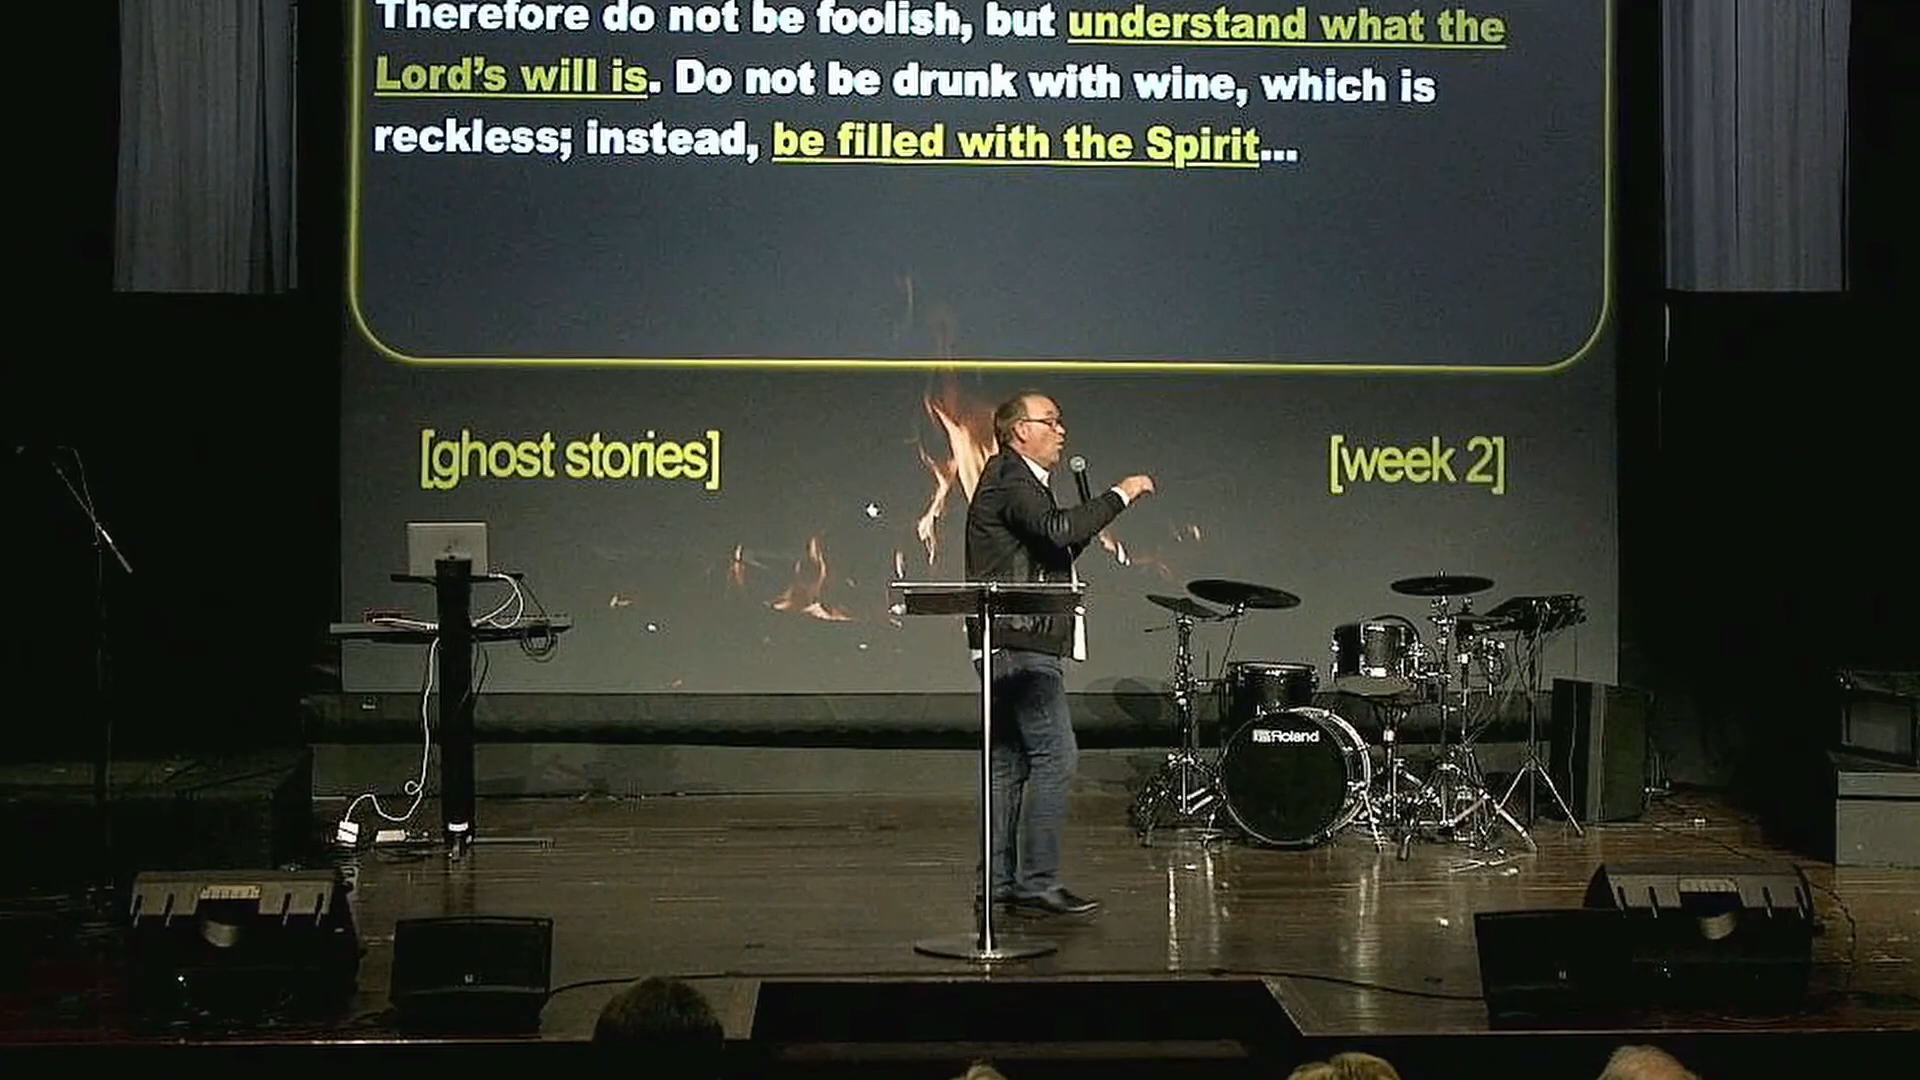 Therefore do not be foolish, but understand what the
Lord's will is. Do not be drunk with wine, which is
reckless; instead, be filled with the Spirit...
[ghost stories]
[week 2]
Roland